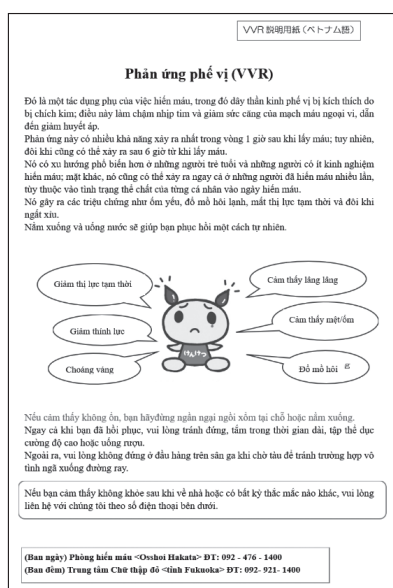 VVR 説明用紙（ベトナム語）
Phản ứng phế vị (VVR)
Đó là một tác dụng phụ của việc hiến máu, trong đó dây thần kinh phế vị bị kích thích do
bị chích kim; điều này làm chậm nhịp tim và giảm sức căng của mạch máu ngoại vi, dẫn
đến giảm huyết áp.
Phản ứng này có nhiều khả năng xảy ra nhất trong vòng 1 giờ sau khi lấy máu; tuy nhiên,
đôi khi cũng có thể xảy ra sau 6 giờ từ khi lấy máu.
Nó có xu hướng phổ biến hơn ở những người trẻ tuổi và những người có ít kinh nghiệm
hiến máu; mặt khác, nó cũng có thể xảy ra ngay cả ở những người đã hiến máu nhiều lần,
tùy thuộc vào tình trạng thể chất của từng cá nhân vào ngày hiến máu.
Nó gây ra các triệu chứng như ốm yếu, đổ mồ hôi lạnh, mất thị lực tạm thời và đôi khi
ngất xỉu.
Nằm xuống và uống nước sẽ giúp bạn phục hồi một cách tự nhiên.
Giảm thị lực tạm thời
Cảm thấy lâng lâng
Giảm thính lực
Cảm thấy mệt/ốm
Choáng váng
Đổ mồ hôi
けんけつ
Nếu cảm thấy không ổn, bạn hãyđừng ngần ngại ngồi xổm tại chỗ hoặc nằm xuống.
Ngay cả khi bạn đã hồi phục, vui lòng tránh đứng, tắm trong thời gian dài, tập thể dục
cường độ cao hoặc uống rượu.
Ngoài ra, vui lòng không đứng ở đầu hàng trên sân ga khi chờ tàu để tránh trường hợp vô
tình ngã xuống đường ray.
Nếu bạn cảm thấy không khỏe sau khi về nhà hoặc có bất kỳ thắc mắc nào khác, vui lòng
liên hệ với chúng tôi theo số điện thoại bên dưới.
(Ban ngày) Phòng hiến máu <Osshoi Hakata> ĐT: 092 - 476 - 1400
(Ban đêm) Trung tâm Chữ thập đỏ <tỉnh Fukuoka> ĐT: 092- 921- 1400